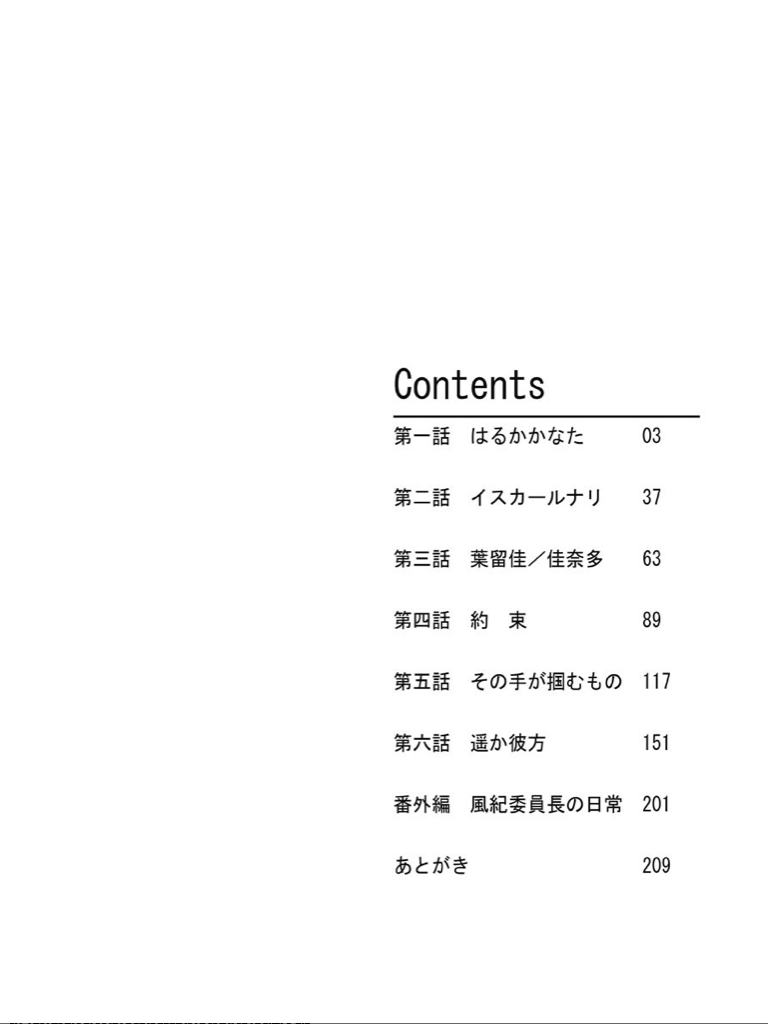 Contents
第一話　はるかかなた　03
第二話　イスカールナリ　37
第三話　葉留佳／佳奈多　63
第四話　約　束　89
第五話　その手が掴むもの　117
第六話　遥か彼方　151
番外編　風紀委員長の日常　201
あとがき　209